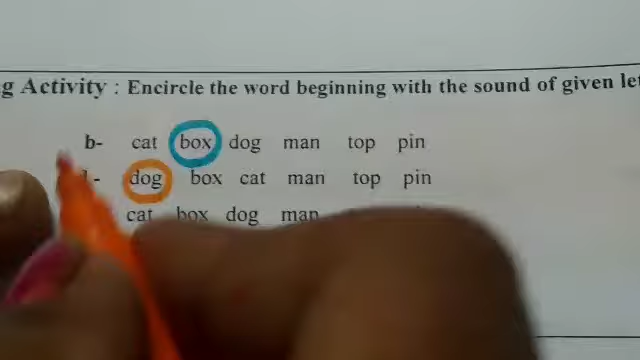 g Activity : Encircle the word beginning with the sound of given let
b- cat box dog man top pin
- dog box cat man top pin
cat box dog man